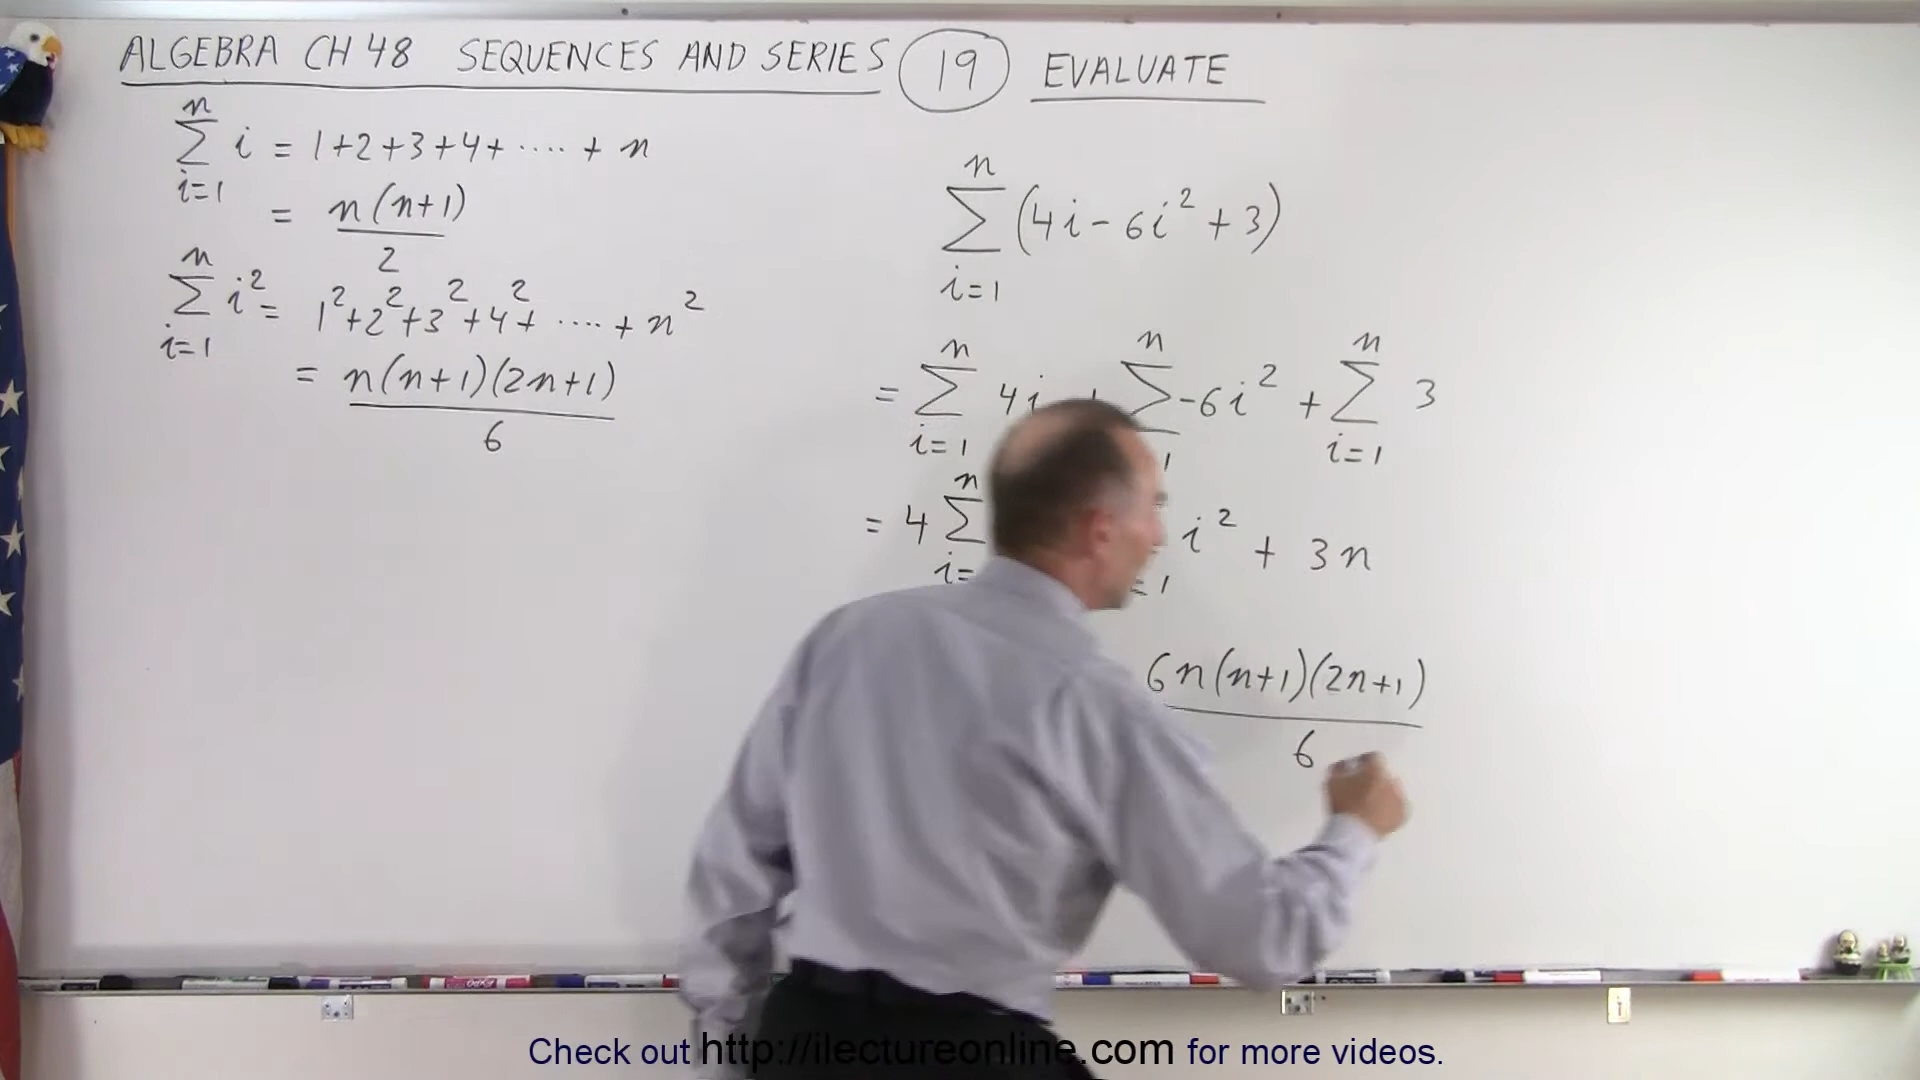 ALGEBRA CH 48 SEQUENCES AND SERIES 19 EVALUATE
n
∑ i = 1+2+3+4+ ···· + n
i=1
= n(n+1)
2
n
∑ i² = 1²+2²+3²+4²+ ···· + n²
i=1
= n(n+1)(2n+1)
6
n
∑ (4i - 6i² + 3)
i=1
n n n
= ∑ 4i + ∑ -6i² + ∑ 3
i=1 1 i=1
n
= 4 ∑ i² + 3n
i= =1
6n(n+1)(2n+1)
6
Check out http://ilectureonline.com for more videos.